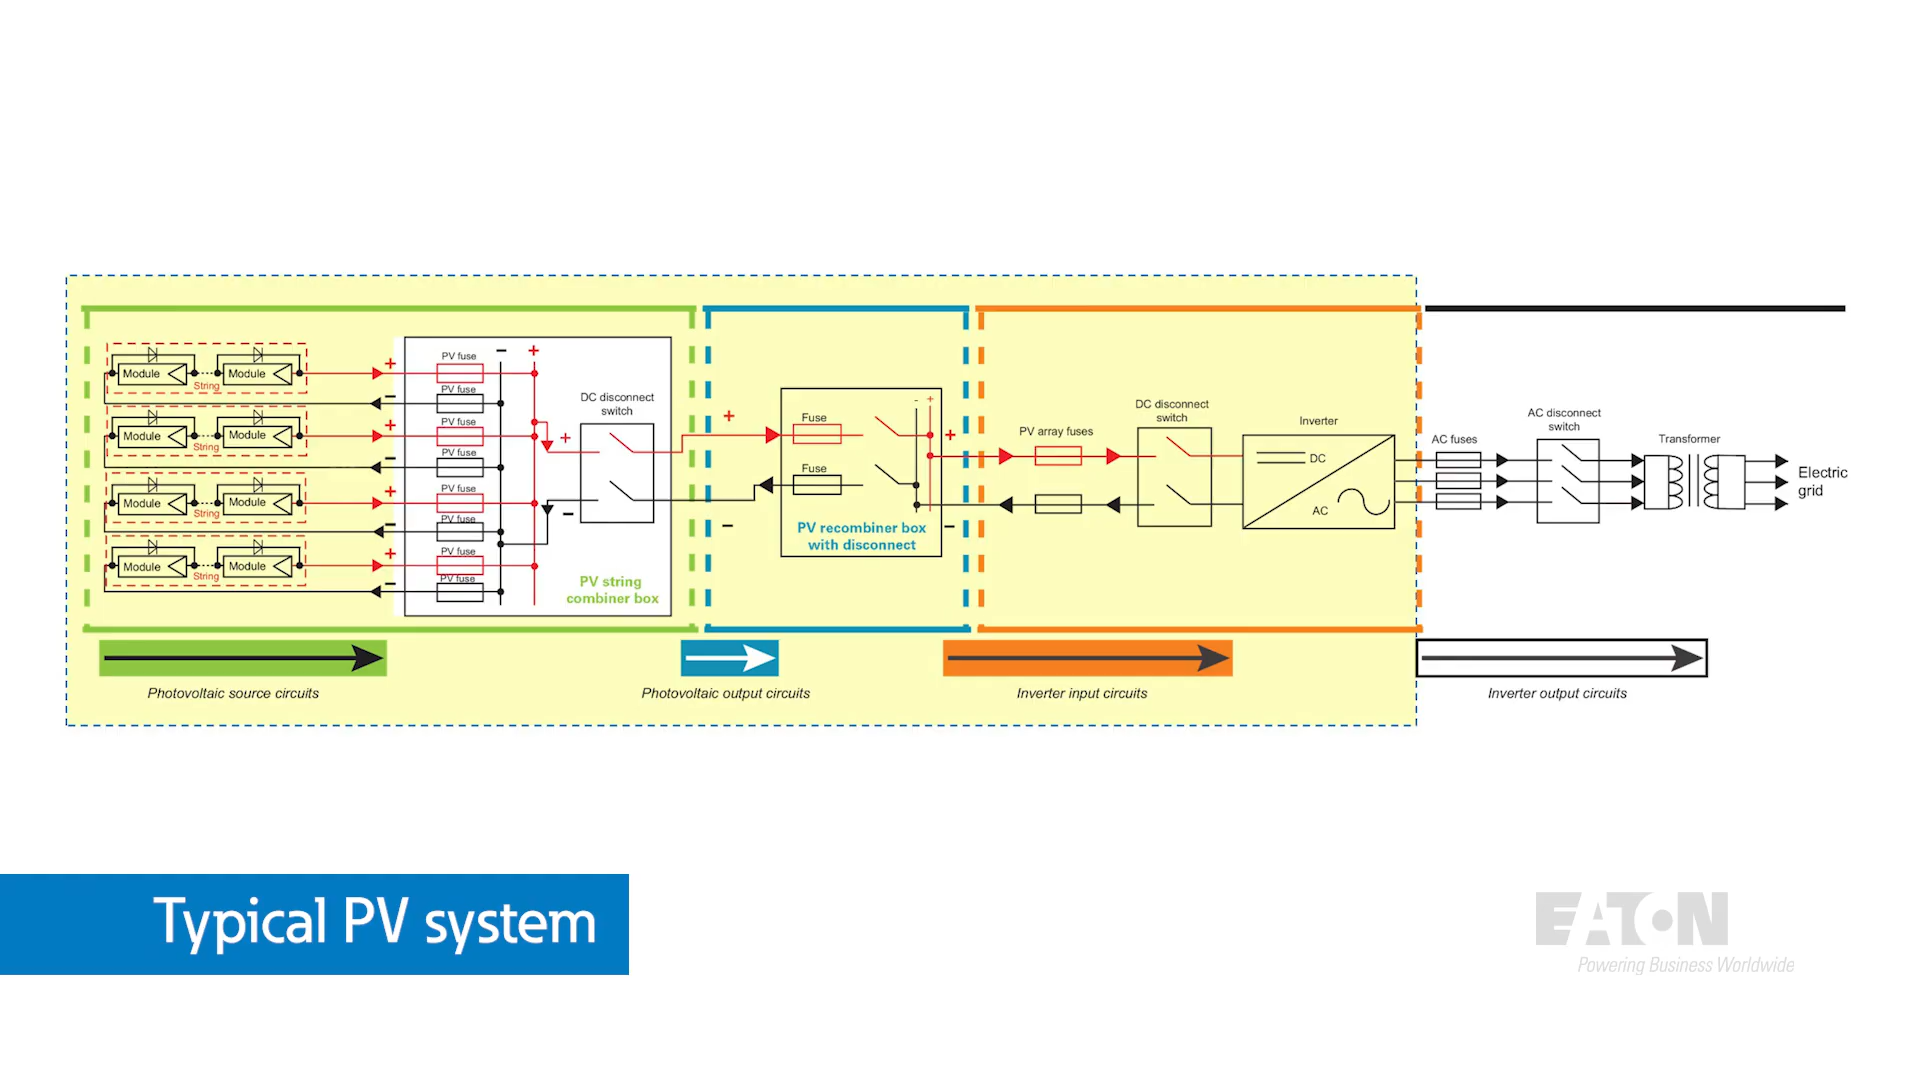 PV fuse
− +
Module
Module
String
+
−
PV fuse
DC disconnect
switch
PV fuse
Module
Module
String
+
−
PV fuse
+
−
PV fuse
Module
Module
String
+
−
PV fuse
PV fuse
Module
Module
String
+
−
PV fuse
PV string
combiner box
+
−
Fuse
Fuse
- +
+
−
PV recombiner box
with disconnect
PV array fuses
DC disconnect
switch
Inverter
DC
AC
AC fuses
AC disconnect
switch
Transformer
Electric
grid
Photovoltaic source circuits
Photovoltaic output circuits
Inverter input circuits
Inverter output circuits
Typical PV system
EATON
Powering Business Worldwide